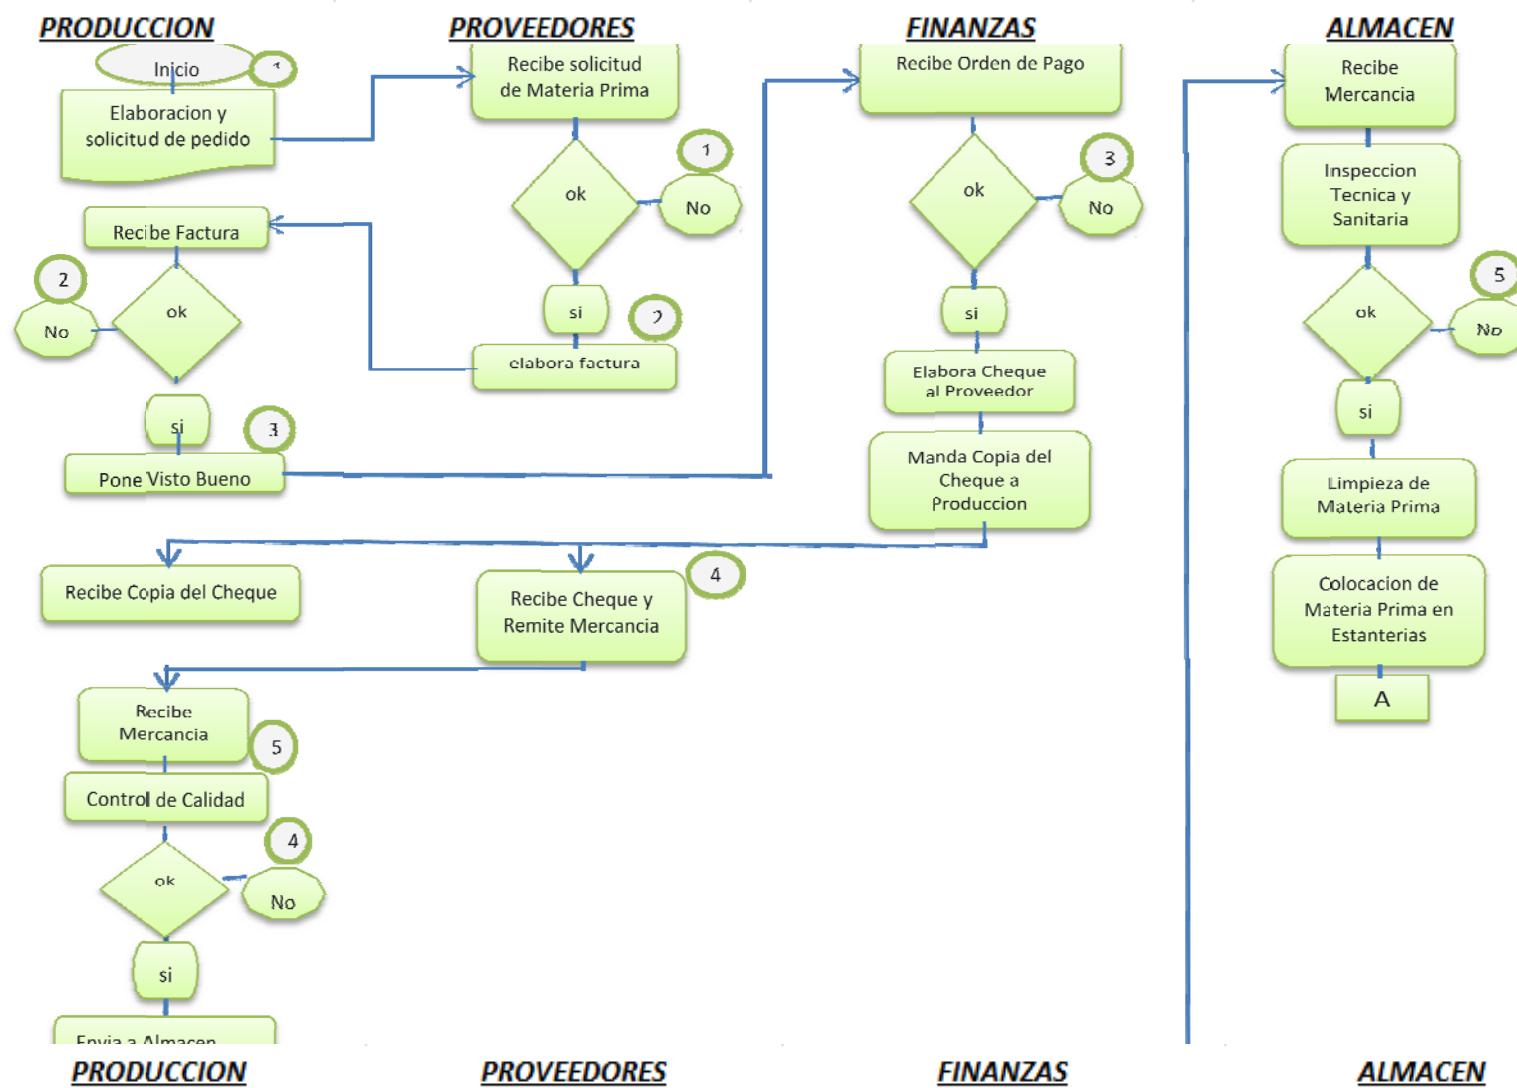 PRODUCCION
PROVEEDORES
FINANZAS
ALMACEN
Inicio
1
Elaboracion y
solicitud de pedido
Recibe solicitud
de Materia Prima
Recibe Orden de Pago
Recibe
Mercancia
ok
1
No
ok
3
No
Inspeccion
Tecnica y
Sanitaria
Recibe Factura
2
No
ok
si
2
elabora factura
si
Elabora Cheque
al Proveedor
ok
5
No
si
si
3
Pone Visto Bueno
Manda Copia del
Cheque a
Produccion
Limpieza de
Materia Prima
Recibe Copia del Cheque
Recibe Cheque y
Remite Mercancia
4
Colocacion de
Materia Prima en
Estanterias
A
Recibe
Mercancia
5
Control de Calidad
4
ok
No
si
Envia a Almacen
PRODUCCION
PROVEEDORES
FINANZAS
ALMACEN